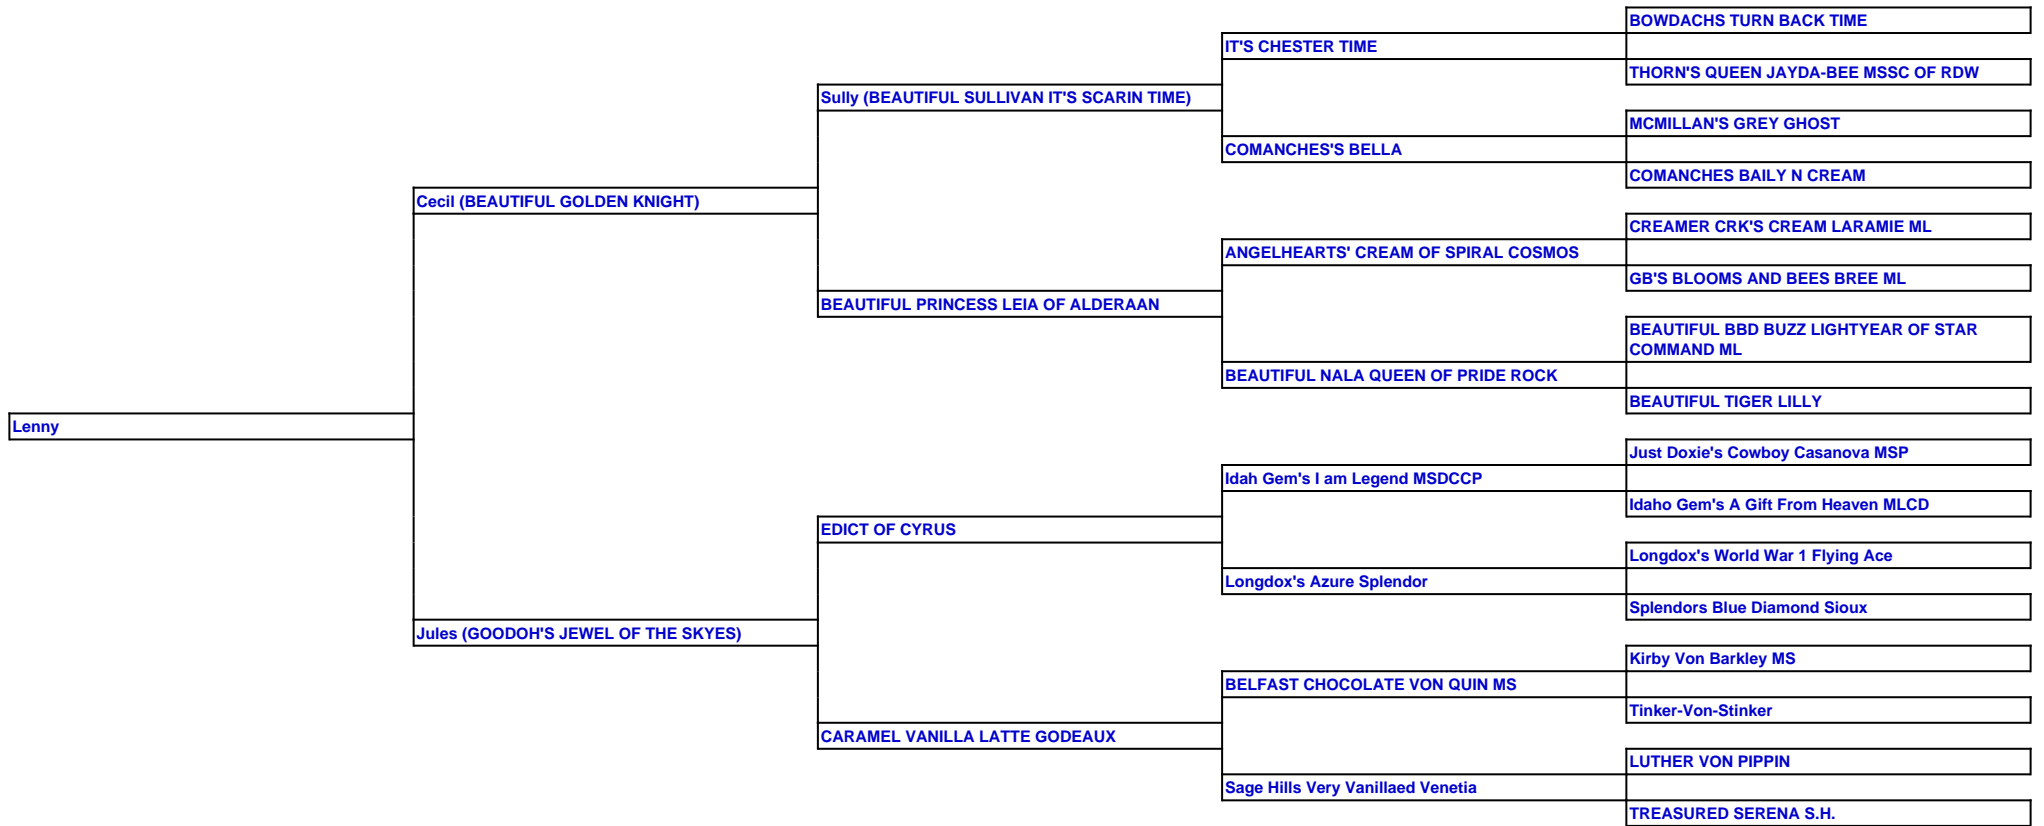 BOWDACHS TURN BACK TIME
IT'S CHESTER TIME
THORN'S QUEEN JAYDA-BEE MSSC OF RDW
Sully (BEAUTIFUL SULLIVAN IT'S SCARIN TIME)
MCMILLAN'S GREY GHOST
COMANCHES'S BELLA
COMANCHES BAILY N CREAM
Cecil (BEAUTIFUL GOLDEN KNIGHT)
CREAMER CRK'S CREAM LARAMIE ML
ANGELHEARTS' CREAM OF SPIRAL COSMOS
GB'S BLOOMS AND BEES BREE ML
BEAUTIFUL PRINCESS LEIA OF ALDERAAN
BEAUTIFUL BBD BUZZ LIGHTYEAR OF STAR
COMMAND ML
BEAUTIFUL NALA QUEEN OF PRIDE ROCK
BEAUTIFUL TIGER LILLY
Lenny
Just Doxie's Cowboy Casanova MSP
Idah Gem's I am Legend MSDCCP
Idaho Gem's A Gift From Heaven MLCD
EDICT OF CYRUS
Longdox's World War 1 Flying Ace
Longdox's Azure Splendor
Splendors Blue Diamond Sioux
Jules (GOODOH'S JEWEL OF THE SKYES)
Kirby Von Barkley MS
BELFAST CHOCOLATE VON QUIN MS
Tinker-Von-Stinker
CARAMEL VANILLA LATTE GODEAUX
LUTHER VON PIPPIN
Sage Hills Very Vanillaed Venetia
TREASURED SERENA S.H.